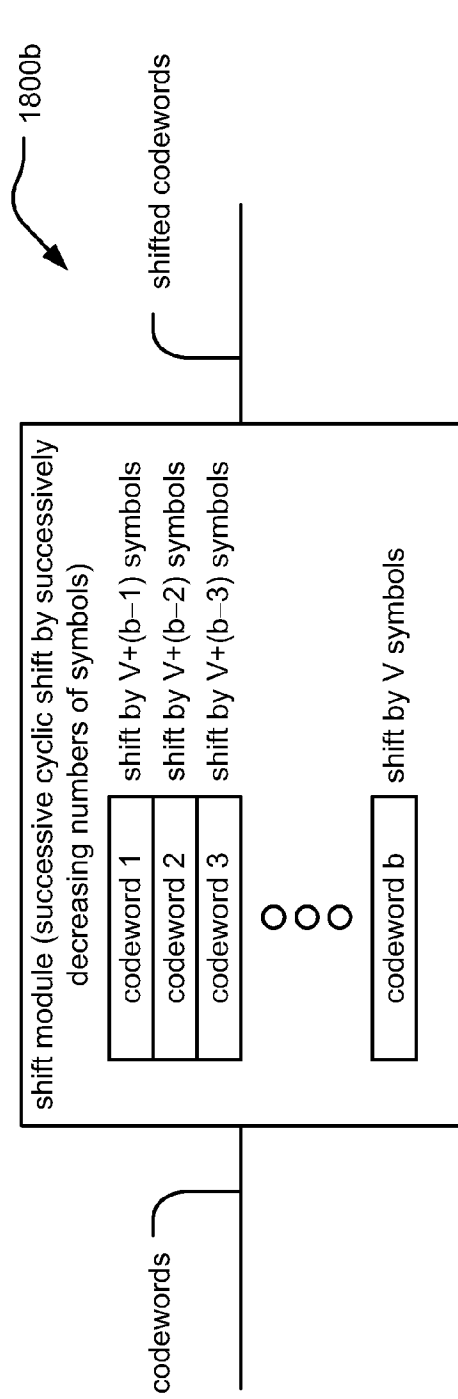 1800b
codewords
shifted codewords
shift module (successive cyclic shift by successively
decreasing numbers of symbols)
codeword 1 shift by V+(b−1) symbols
codeword 2 shift by V+(b−2) symbols
codeword 3 shift by V+(b−3) symbols
codeword b shift by V symbols